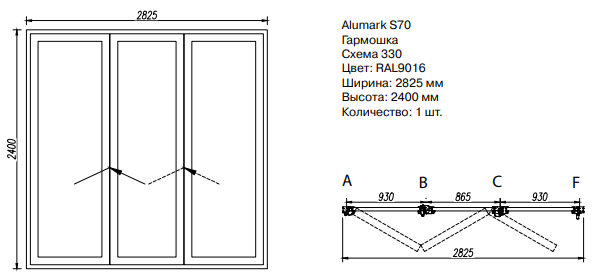 2825
2400
Alumark S70
Гармошка
Схема 330
Цвет: RAL9016
Ширина: 2825 мм
Высота: 2400 мм
Количество: 1 шт.
A B C F
930 865 930
2825